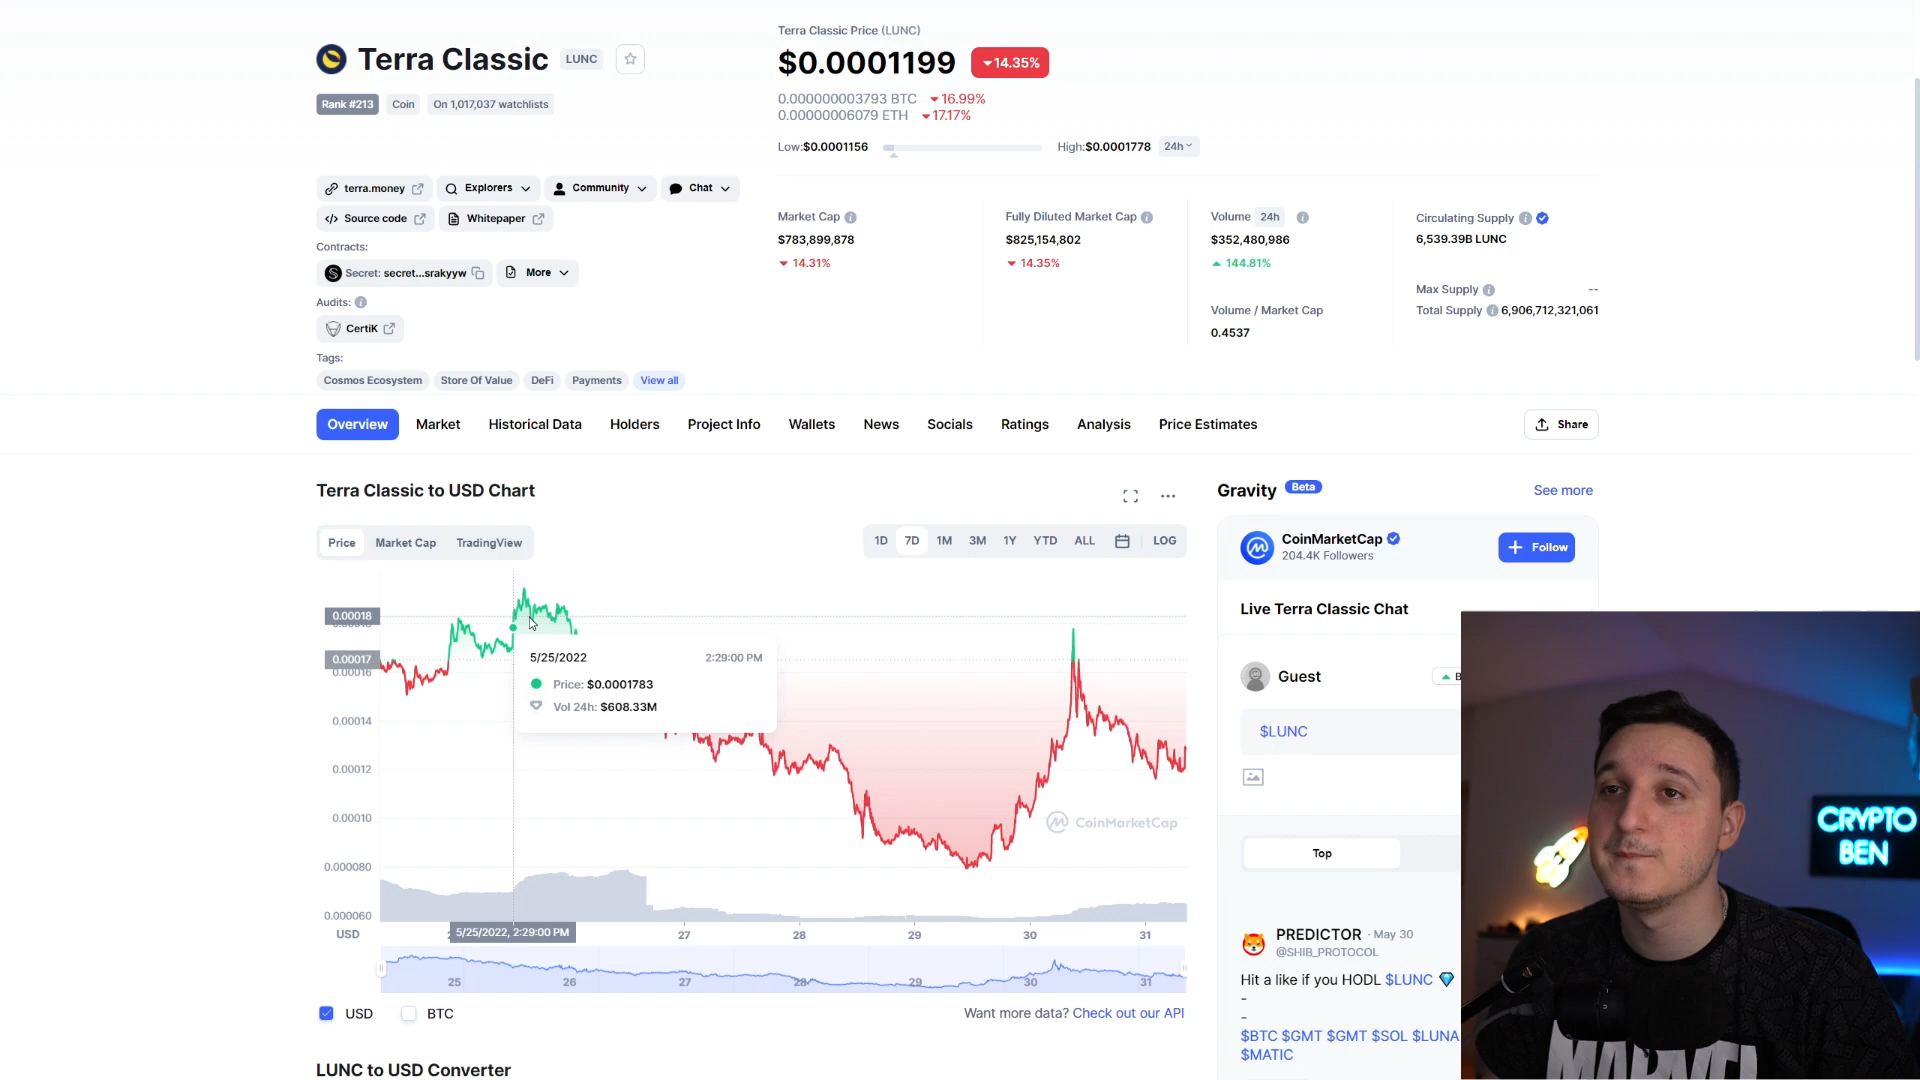 Terra Classic LUNC
Rank #213 Coin On 1,017,037 watchlists
terra.money Explorers Community Chat
Source code Whitepaper
Contracts:
Secret: secret...srakyyw More
Audits:
CertiK
Tags:
Cosmos Ecosystem Store Of Value DeFi Payments View all
Terra Classic Price (LUNC)
$0.0001199 14.35%
0.000000003793 BTC 16.99%
0.00000006079 ETH 17.17%
Low:$0.0001156 High:$0.0001778 24h
Market Cap
$783,899,878
14.31%
Fully Diluted Market Cap
$825,154,802
14.35%
Volume 24h
$352,480,986
144.81%
Volume / Market Cap
0.4537
Circulating Supply
6,539.39B LUNC
Max Supply --
Total Supply 6,906,712,321,061
Overview Market Historical Data Holders Project Info Wallets News Socials Ratings Analysis Price Estimates Share
Terra Classic to USD Chart
Price Market Cap TradingView
1D 7D 1M 3M 1Y YTD ALL LOG
0.00018
0.00017
0.00016
0.00014
0.00012
0.00010
0.000080
0.000060
USD
5/25/2022 2:29:00 PM
Price: $0.0001783
Vol 24h: $608.33M
CoinMarketCap
5/25/2022, 2:29:00 PM 27 28 29 30 31
25 26 27 28 29 30 31
USD BTC
Want more data? Check out our API
LUNC to USD Converter
Gravity Beta See more
CoinMarketCap
204.4K Followers
Follow
Live Terra Classic Chat
Guest
$LUNC
Top
PREDICTOR · May 30
@SHIB_PROTOCOL
Hit a like if you HODL $LUNC
-
-
$BTC $GMT $GMT $SOL $LUNA
$MATIC
CRYPTO
BEN
MARVEL